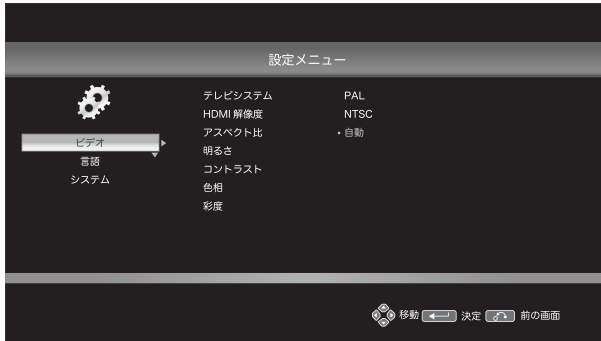 設定メニュー
ビデオ
言語
システム
テレビシステム
HDMI 解像度
アスペクト比
明るさ
コントラスト
色相
彩度
PAL
NTSC
・自動
移動 決定 前の画面